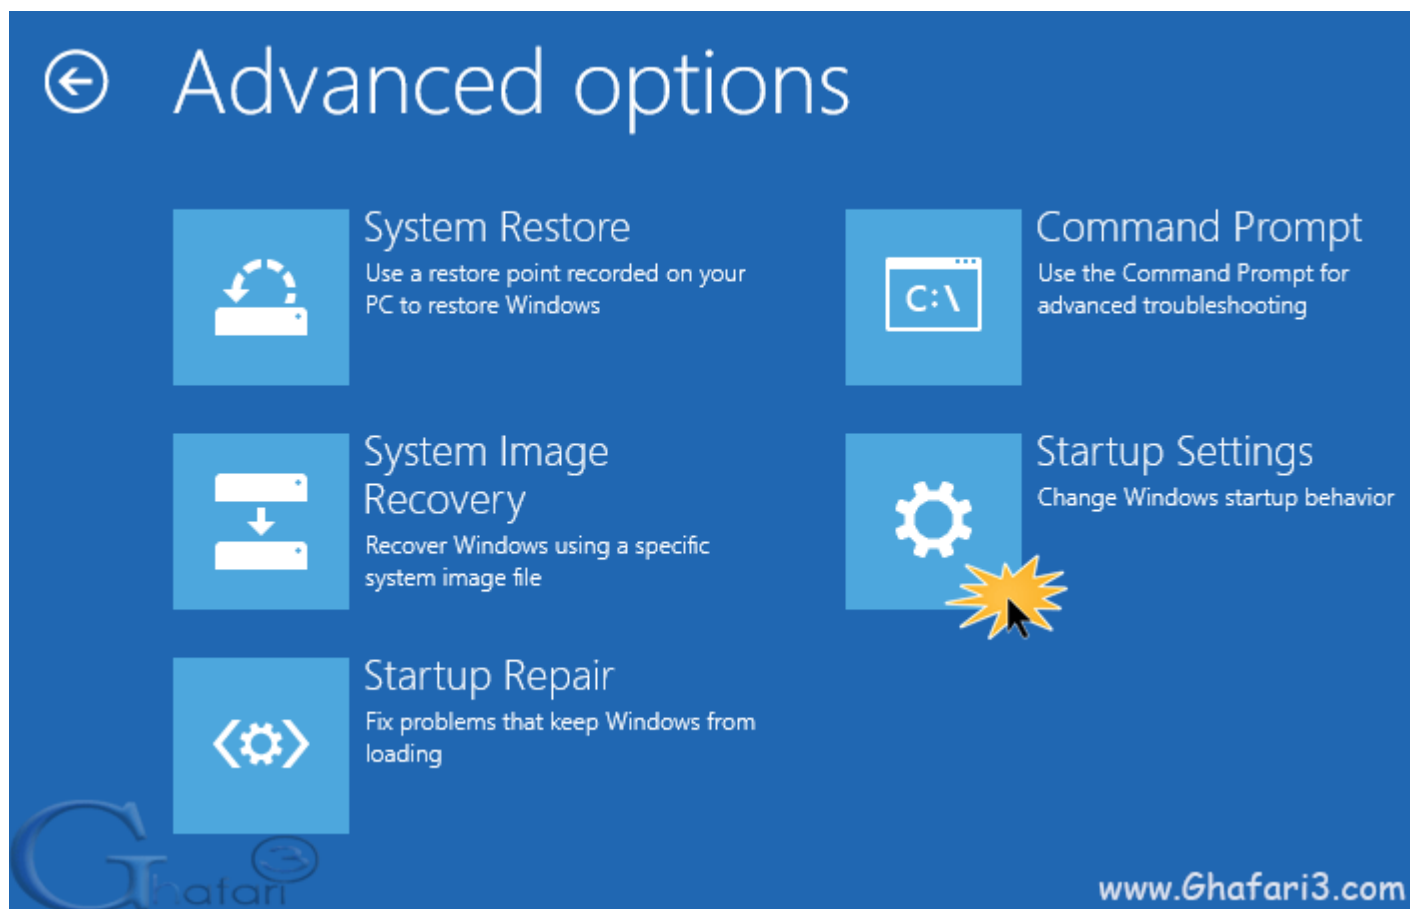 Advanced options
System Restore
Use a restore point recorded on your
PC to restore Windows
System Image
Recovery
Recover Windows using a specific
system image file
Startup Repair
Fix problems that keep Windows from
loading
Command Prompt
Use the Command Prompt for
advanced troubleshooting
C:\
Startup Settings
Change Windows startup behavior
Ghafari 3
www.Ghafari3.com